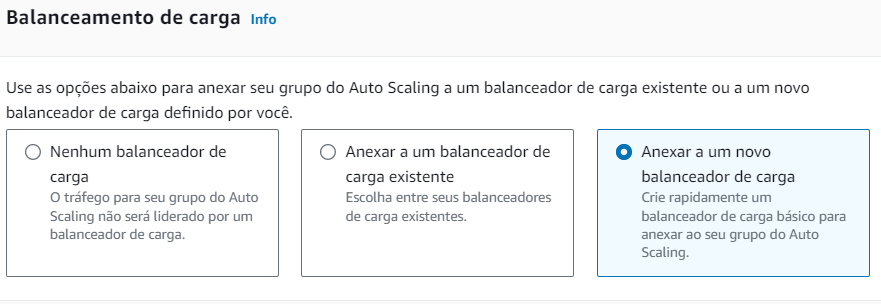 Balanceamento de carga Info
Use as opções abaixo para anexar seu grupo do Auto Scaling a um balanceador de carga existente ou a um novo
balanceador de carga definido por você.
Nenhum balanceador de
carga
O tráfego para seu grupo do Auto
Scaling não será liderado por um
balanceador de carga.
Anexar a um balanceador de
carga existente
Escolha entre seus balanceadores
de carga existentes.
Anexar a um novo
balanceador de carga
Crie rapidamente um
balanceador de carga básico para
anexar ao seu grupo do Auto
Scaling.